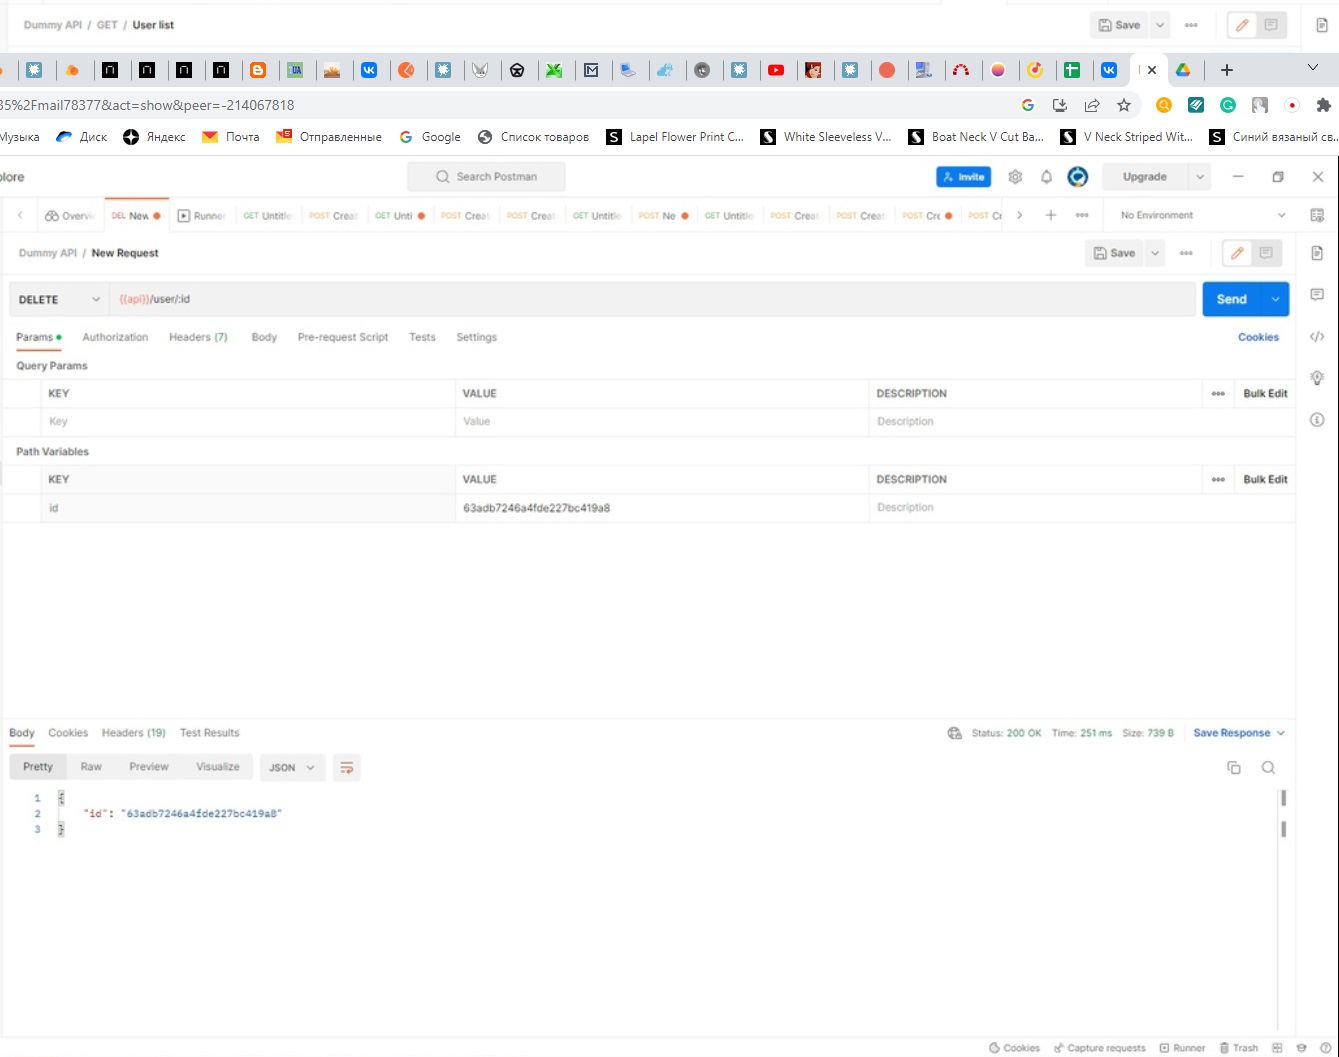 Dummy API / GET / User list
Save
35%2Fmail78377&act=show&peer=-214067818
Музыка Диск Яндекс Почта Отправленные Google Список товаров Lapel Flower Print C... White Sleeveless V... Boat Neck V Cut Ba... V Neck Striped Wit... Синий вязаный св...
plore
Search Postman
Invite
Upgrade
Overvi DEL New Runner GET Untitle POST Creat GET Unti POST Creat POST Creat GET Untitle POST Ne GET Untitle POST Creat POST Creat POST Cre POST Cr No Environment
Dummy API / New Request
Save
DELETE
{{api}}/user/:id
Send
Params Authorization Headers (7) Body Pre-request Script Tests Settings Cookies
Query Params
KEY VALUE DESCRIPTION Bulk Edit
Key Value Description
Path Variables
KEY VALUE DESCRIPTION Bulk Edit
id 63adb7246a4fde227bc419a8 Description
Body Cookies Headers (19) Test Results Status: 200 OK Time: 251 ms Size: 739 B Save Response
Pretty Raw Preview Visualize JSON
1 {
2 "id": "63adb7246a4fde227bc419a8"
3 }
Cookies Capture requests Runner Trash